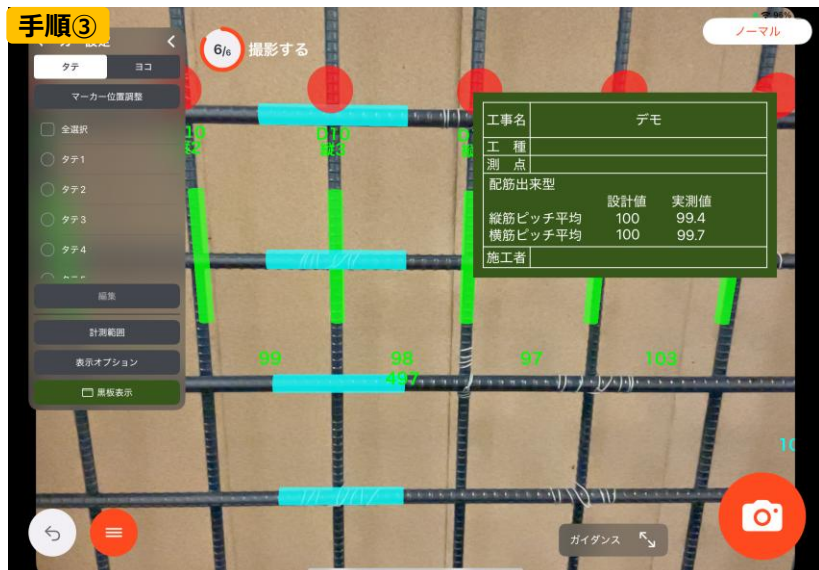 手順③
96%
ノーマル
6/6 撮影する
タテ ヨコ
マーカー位置調整
全選択
タテ1
タテ2
タテ3
タテ4
編集
計測範囲
表示オプション
黒板表示
D10
縦3
工事名 デモ
工 種
測 点
配筋出来型
設計値 実測値
縦筋ピッチ平均 100 99.4
横筋ピッチ平均 100 99.7
施工者
99 98 97 103
497
ガイダンス